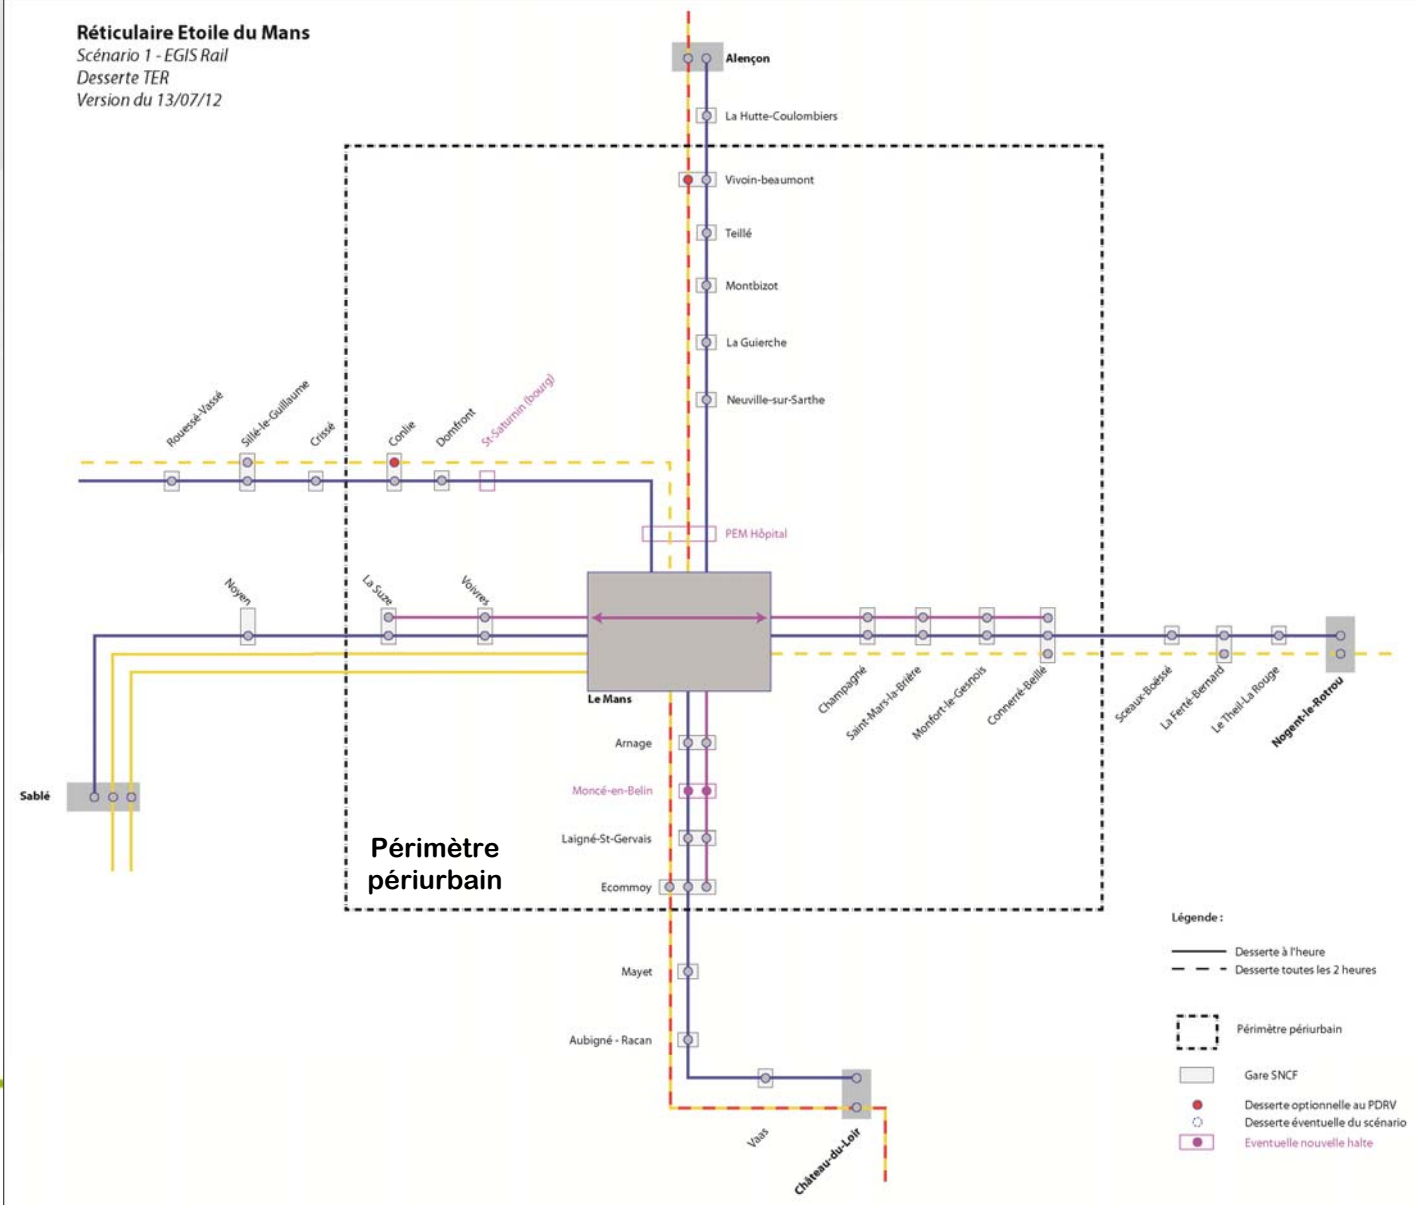 Réticulaire Etoile du Mans
Scénario 1 - EGIS Rail
Desserte TER
Version du 13/07/12
Alençon
La Hutte-Coulombiers
Vivoin-beaumont
Teillé
Montbizot
La Guierche
Neuville-sur-Sarthe
Rouessé-Vassé
Sillé-le-Guillaume
Crissé
Conlie
Domfront
St-Saturnin (bourg)
PEM Hôpital
Noyen
La Suze
Voivres
Le Mans
Champagné
Saint-Mars-la-Brière
Monfort-le-Gesnois
Connerré-Beillé
Sceaux-Boëssé
La Ferté-Bernard
Le Theil-La Rouge
Nogent-le-Rotrou
Arnage
Moncé-en-Belin
Sablé
Laigné-St-Gervais
Périmètre
périurbain
Ecommoy
Mayet
Aubigné - Racan
Vaas
Château-du-Loir
Légende :
Desserte à l'heure
Desserte toutes les 2 heures
Périmètre périurbain
Gare SNCF
Desserte optionnelle au PDRV
Desserte éventuelle du scénario
Eventuelle nouvelle halte